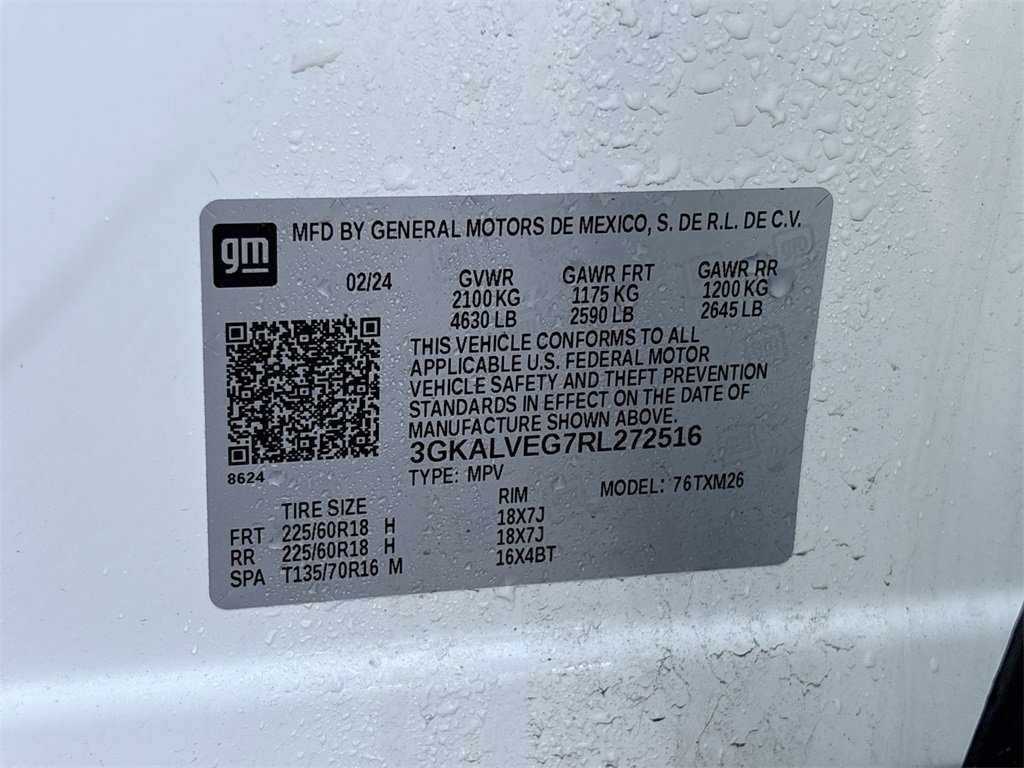 gm
MFD BY GENERAL MOTORS DE MEXICO, S. DE R.L. DE C.V.
02/24 GVWR GAWR FRT GAWR RR
2100 KG 1175 KG 1200 KG
4630 LB 2590 LB 2645 LB
THIS VEHICLE CONFORMS TO ALL
APPLICABLE U.S. FEDERAL MOTOR
VEHICLE SAFETY AND THEFT PREVENTION
STANDARDS IN EFFECT ON THE DATE OF
MANUFACTURE SHOWN ABOVE.
3GKALVEG7RL272516
8624
TYPE: MPV MODEL: 76TXM26
TIRE SIZE RIM
FRT 225/60R18 H 18X7J
RR 225/60R18 H 18X7J
SPA T135/70R16 M 16X4BT